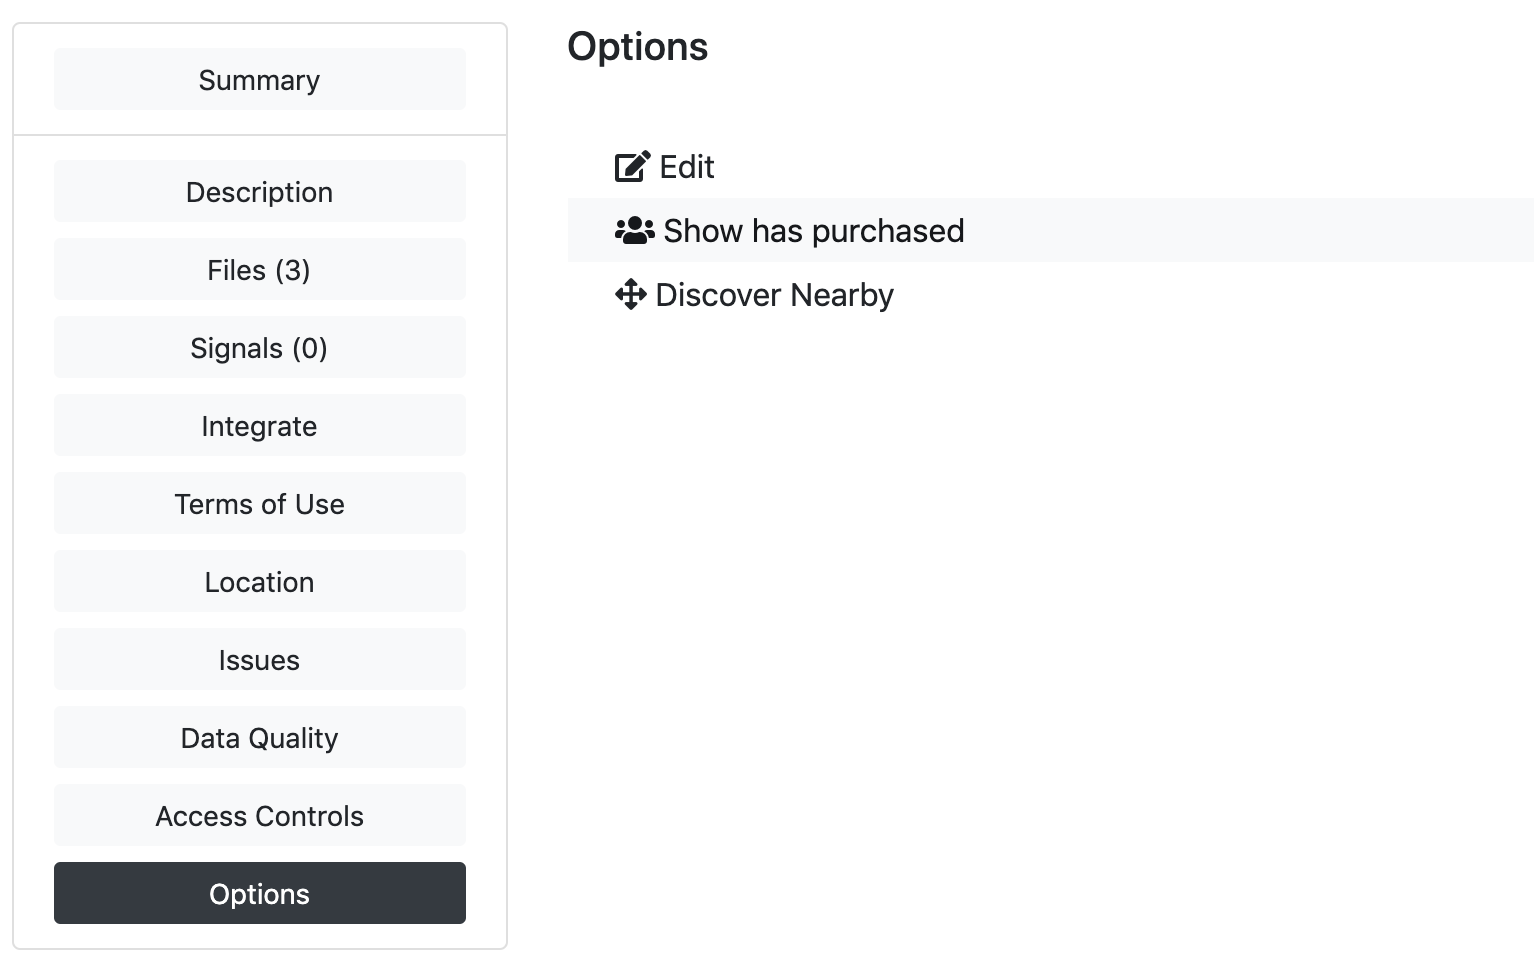 Summary
Description
Files (3)
Signals (0)
Integrate
Terms of Use
Location
Issues
Data Quality
Access Controls
Options
Options
Edit
Show has purchased
Discover Nearby